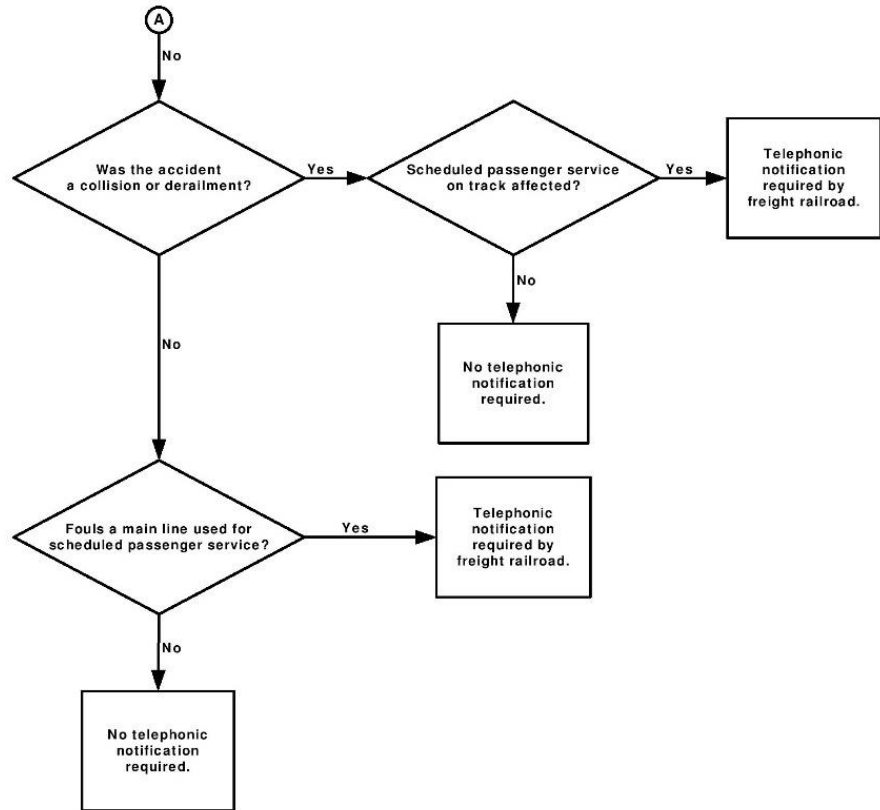 A
No
Was the accident
a collision or derailment?
Yes
Scheduled passenger service
on track affected?
Yes
Telephonic
notification
required by
freight railroad.
No
No telephonic
notification
required.
No
Fouls a main line used for
scheduled passenger service?
Yes
Telephonic
notification
required by
freight railroad.
No
No telephonic
notification
required.